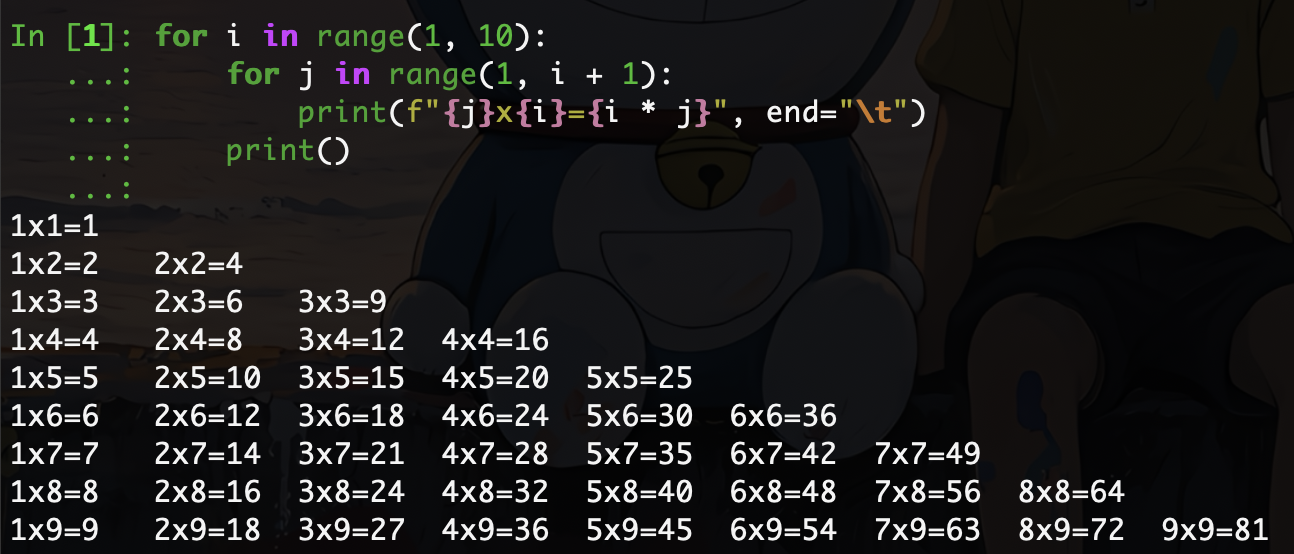 In [1]: for i in range(1, 10):
   ...:     for j in range(1, i + 1):
   ...:         print(f"{j}x{i}={i * j}", end="\t")
   ...:     print()
   ...:
1x1=1
1x2=2	2x2=4
1x3=3	2x3=6	3x3=9
1x4=4	2x4=8	3x4=12	4x4=16
1x5=5	2x5=10	3x5=15	4x5=20	5x5=25
1x6=6	2x6=12	3x6=18	4x6=24	5x6=30	6x6=36
1x7=7	2x7=14	3x7=21	4x7=28	5x7=35	6x7=42	7x7=49
1x8=8	2x8=16	3x8=24	4x8=32	5x8=40	6x8=48	7x8=56	8x8=64
1x9=9	2x9=18	3x9=27	4x9=36	5x9=45	6x9=54	7x9=63	8x9=72	9x9=81